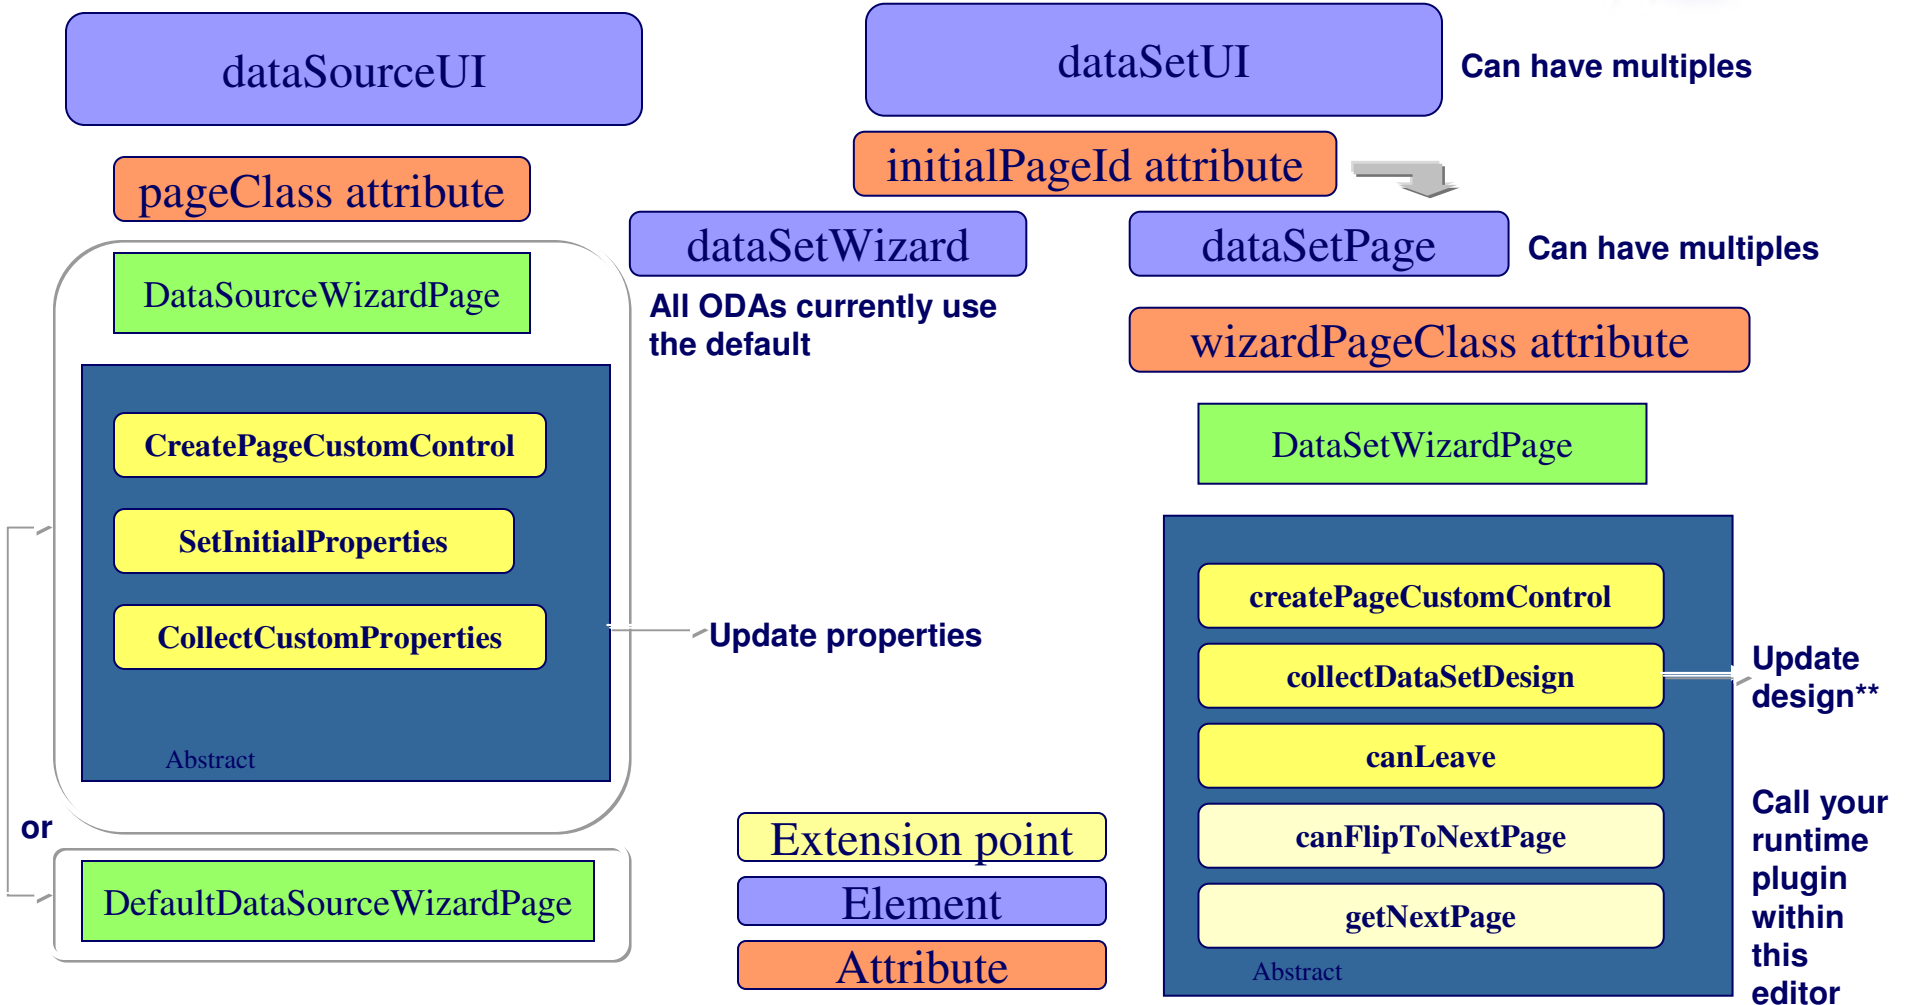 dataSourceUI
dataSetUI
Can have multiples
pageClass attribute
initialPageId attribute
dataSetWizard
dataSetPage
Can have multiples
DataSourceWizardPage
All ODAs currently use
the default
wizardPageClass attribute
CreatePageCustomControl
SetInitialProperties
CollectCustomProperties
Update properties
Abstract
or
DefaultDataSourceWizardPage
DataSetWizardPage
createPageCustomControl
collectDataSetDesign
canLeave
canFlipToNextPage
getNextPage
Abstract
Update
design**
Call your
runtime
plugin
within
this
editor
Extension point
Element
Attribute